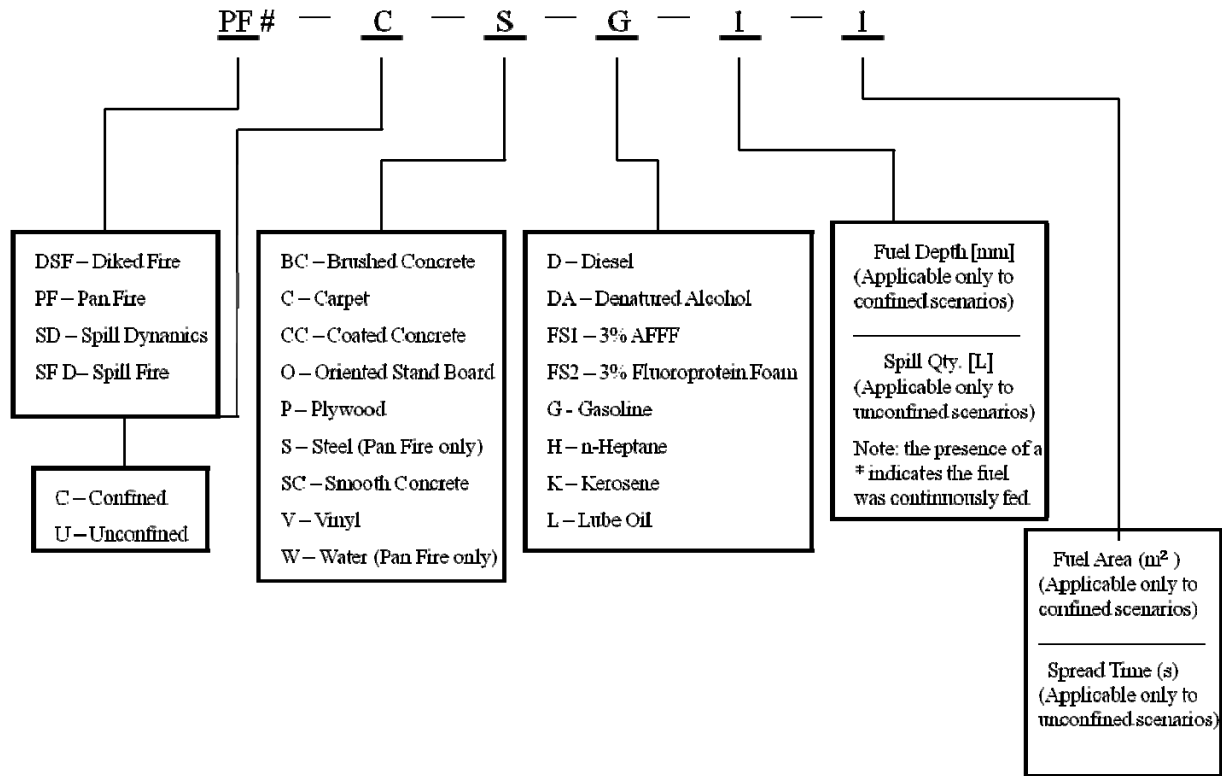 PF# — C — S — G — 1 — 1
DSF – Diked Fire
PF – Pan Fire
SD – Spill Dynamics
SF D– Spill Fire
C – Confined
U – Unconfined
BC – Brushed Concrete
C – Carpet
CC – Coated Concrete
O – Oriented Stand Board
P – Plywood
S – Steel (Pan Fire only)
SC – Smooth Concrete
V – Vinyl
W – Water (Pan Fire only)
D – Diesel
DA – Denatured Alcohol
FS1 – 3% AFFF
FS2 – 3% Fluoroprotein Foam
G - Gasoline
H – n-Heptane
K – Kerosene
L – Lube Oil
Fuel Depth [mm]
(Applicable only to
confined scenarios)
Spill Qty. [L]
(Applicable only to
unconfined scenarios)
Note: the presence of a
* indicates the fuel
was continuously fed.
Fuel Area (m² )
(Applicable only to
confined scenarios)
Spread Time (s)
(Applicable only to
unconfined scenarios)